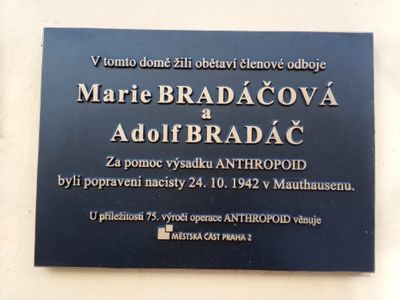 V tomto domě žili obětaví členové odboje
Marie BRADÁČOVÁ
a
Adolf BRADÁČ
Za pomoc výsadku ANTHROPOID
byli popraveni nacisty 24. 10. 1942 v Mauthausenu.
U příležitosti 75. výročí operace ANTHROPOID věnuje
MĚSTSKÁ ČÁST PRAHA 2